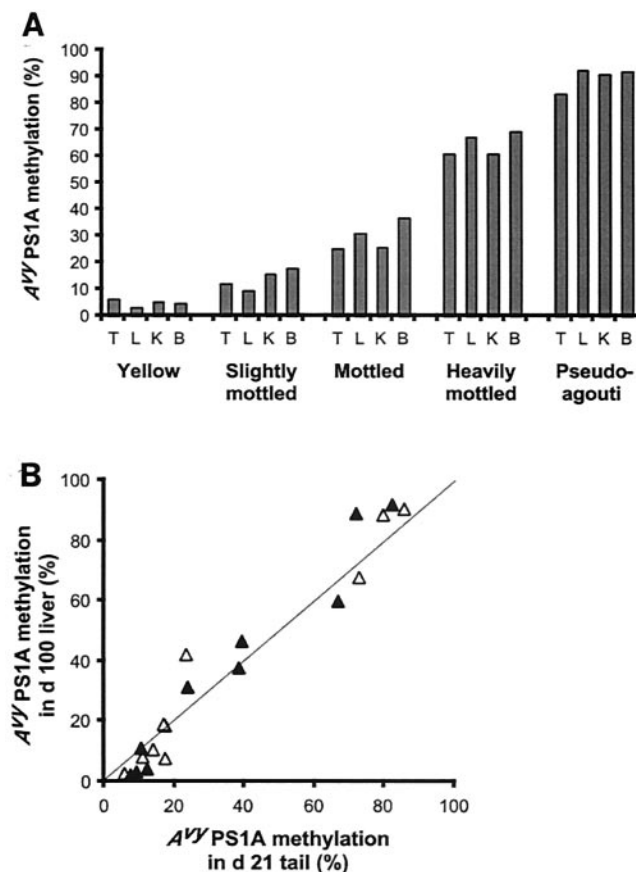 A
A^vy PS1A methylation (%)
100
90
80
70
60
50
40
30
20
10
0
T L K B T L K B T L K B T L K B T L K B
Yellow Slightly mottled Mottled Heavily mottled Pseudo-agouti
B
A^vy PS1A methylation
in d 100 liver (%)
100
80
60
40
20
0
0 20 40 60 80 100
A^vy PS1A methylation
in d 21 tail (%)